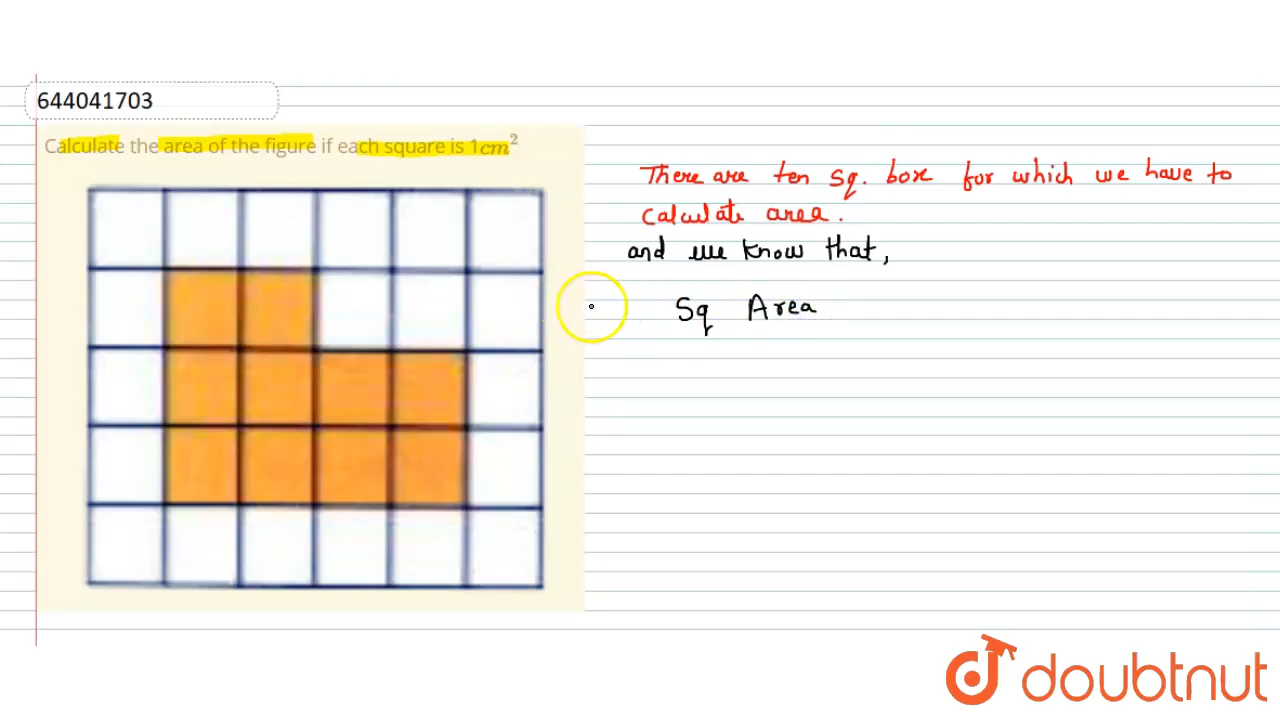 644041703
Calculate the area of the figure if each square is 1cm²
There are ten sq. box for which we have to
calculate area.
and we know that,
Sq Area
doubtnut